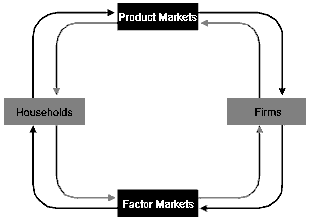 Product Markets
Households
Firms
Factor Markets